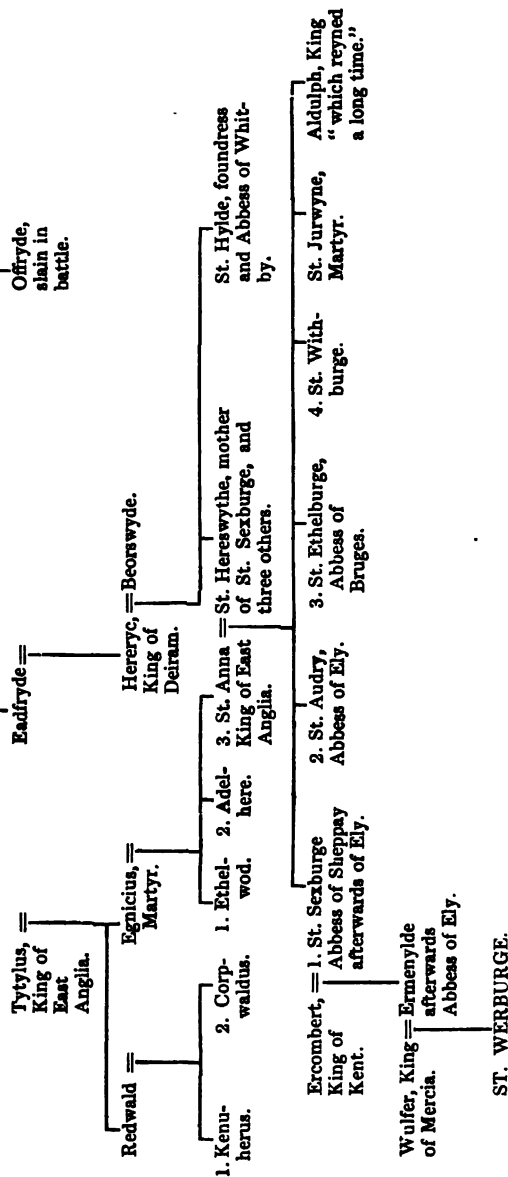 Offryde,
slain in
battle.
Eadfryde =
Tytylus, =
King of
East
Anglia.
Hereryc, = Beorswyde.
King of
Deiram.
Redwald =
Egnicius, =
Martyr.
1. Kenu-
herus.
2. Corp-
waldus.
1. Ethel-
wod.
2. Adel-
here.
3. St. Anna = St. Hereswythe, mother
King of East
Anglia.
of St. Sexburge, and
three others.
St. Hylde, foundress
and Abbess of Whit-
by.
Ercombert, = 1. St. Sexburge
King of
Kent.
Abbess of Sheppay
afterwards of Ely.
2. St. Audry,
Abbess of Ely.
3. St. Ethelburge,
Abbess of
Bruges.
4. St. With-
burge.
St. Jurwyne,
Martyr.
Aldulph, King
“ which reyned
a long time.”
Wulfer, King = Ermenylde
of Mercia.
afterwards
Abbess of Ely.
ST. WERBURGE.